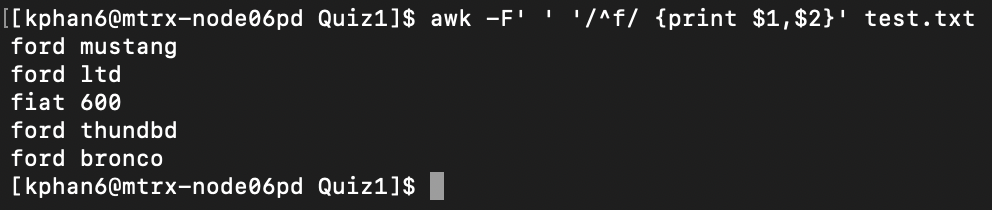 [[kphan6@mtrx-node06pd Quiz1]$ awk -F' ' '/^f/ {print $1,$2}' test.txt
ford mustang
ford ltd
fiat 600
ford thundbd
ford bronco
[kphan6@mtrx-node06pd Quiz1]$